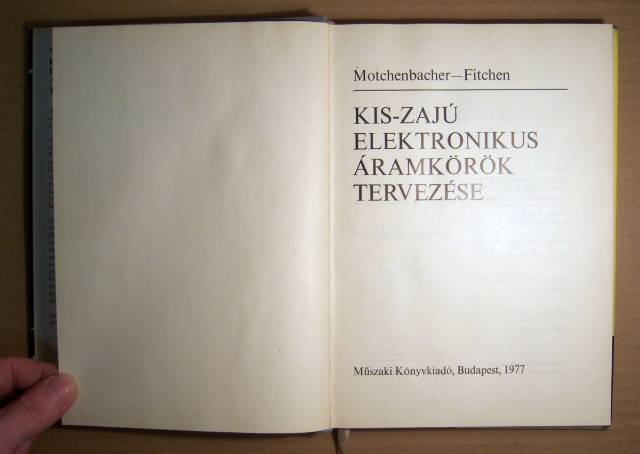 Motchenbacher—Fitchen
KIS-ZAJÚ
ELEKTRONIKUS
ÁRAMKÖRÖK
TERVEZÉSE
Műszaki Könyvkiadó, Budapest, 1977